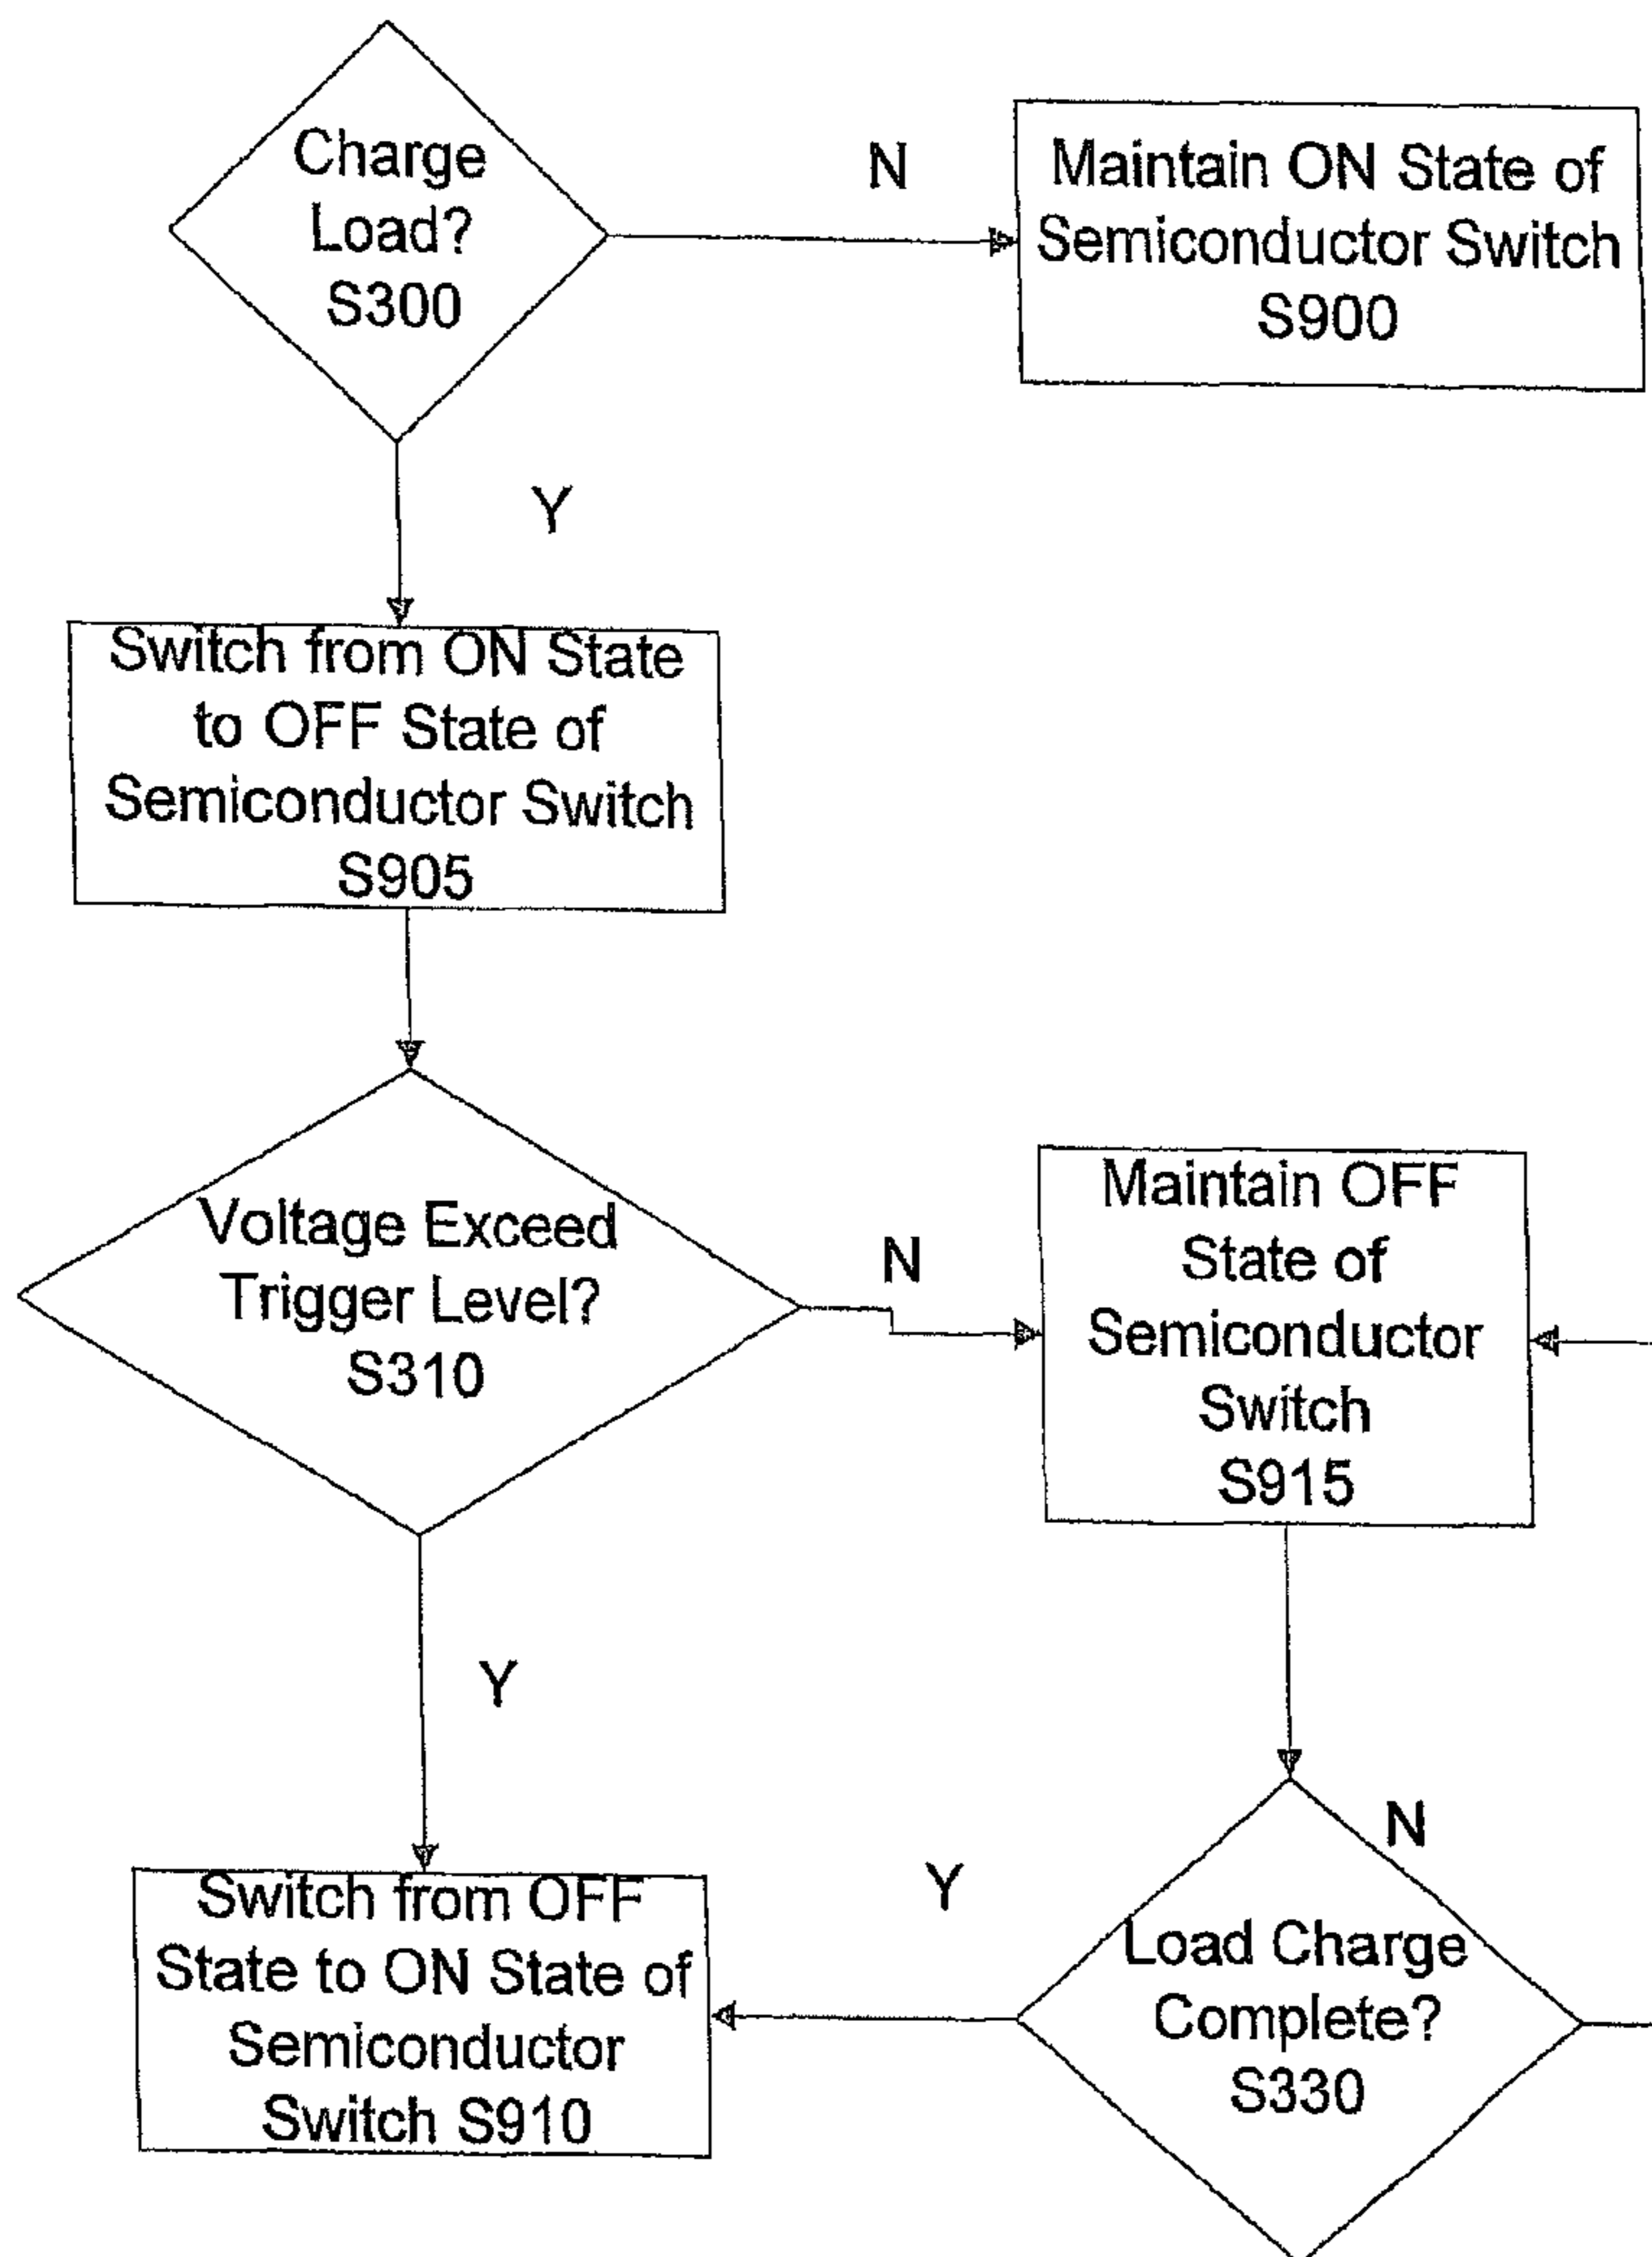 Charge
Load?
S300
N
Maintain ON State of
Semiconductor Switch
S900
Y
Switch from ON State
to OFF State of
Semiconductor Switch
S905
Voltage Exceed
Trigger Level?
S310
N
Maintain OFF
State of
Semiconductor
Switch
S915
Y
Switch from OFF
State to ON State of
Semiconductor
Switch S910
Y
N
Load Charge
Complete?
S330